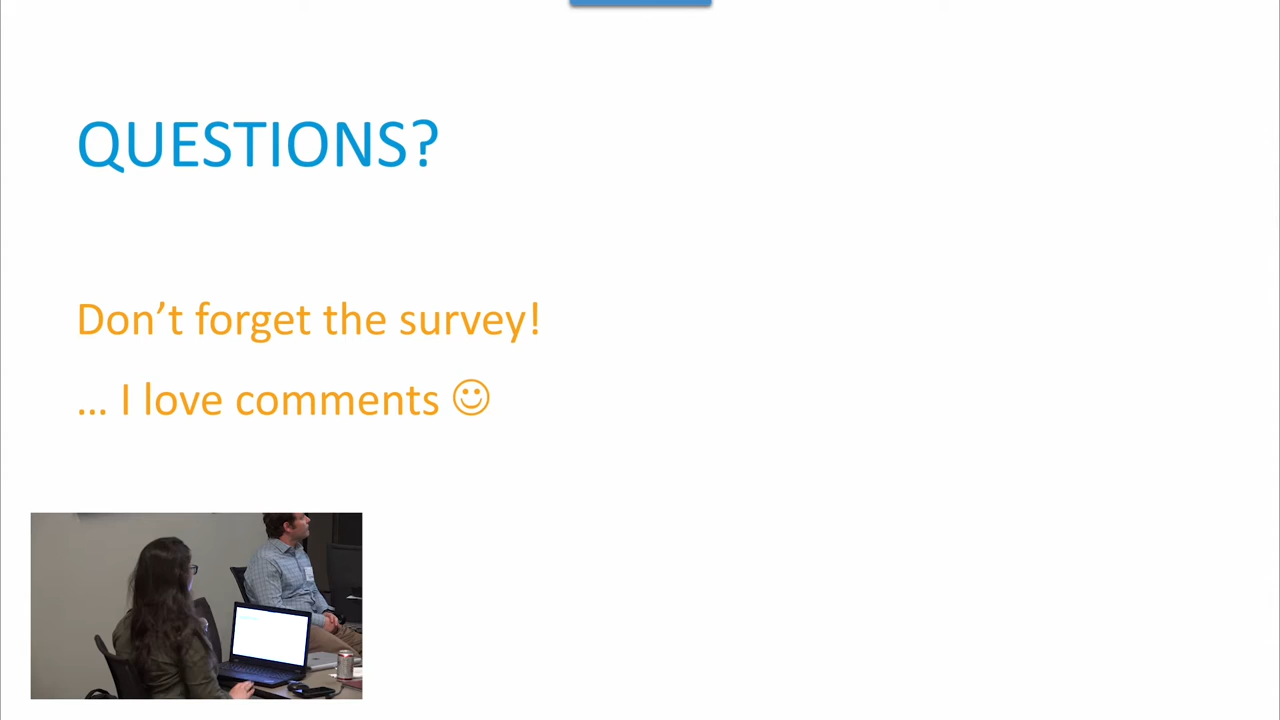 QUESTIONS?
Don’t forget the survey!
... I love comments ☺